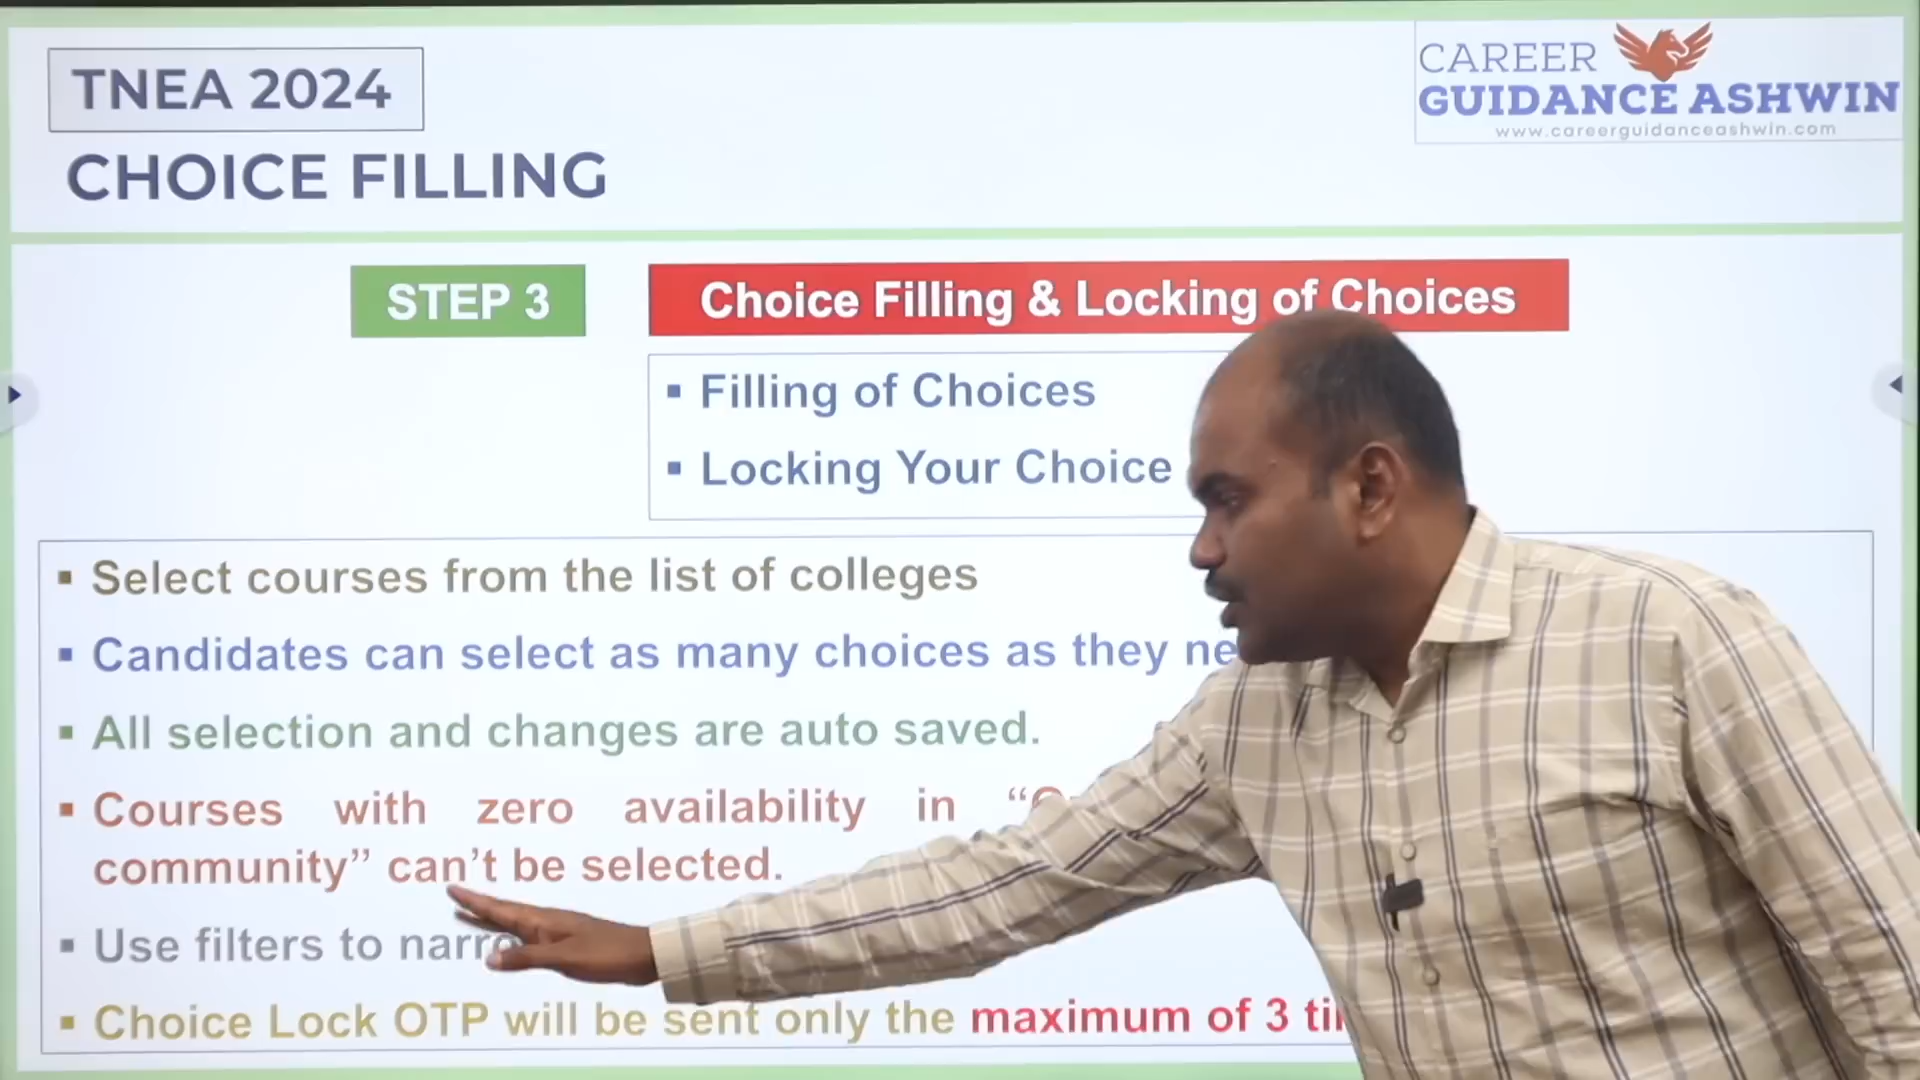 TNEA 2024
CHOICE FILLING
CAREER
GUIDANCE ASHWIN
www.careerguidanceashwin.com
STEP 3
Choice Filling & Locking of Choices
▪ Filling of Choices
▪ Locking Your Choice
▪ Select courses from the list of colleges
▪ Candidates can select as many choices as they
▪ All selection and changes are auto saved.
▪ Courses with zero availability in
community” can’t be selected.
▪ Use filters to
▪ Choice Lock OTP will be sent only the maximum of 3